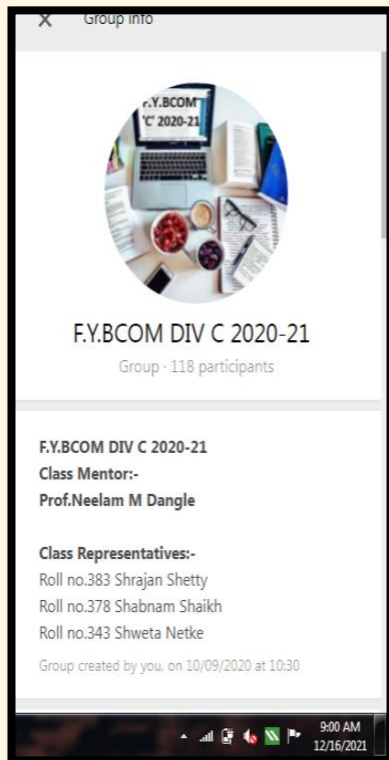 X Group info
F.Y.BCOM
'C' 2020-21
F.Y.BCOM DIV C 2020-21
Group · 118 participants
F.Y.BCOM DIV C 2020-21
Class Mentor:-
Prof.Neelam M Dangle
Class Representatives:-
Roll no.383 Shrajan Shetty
Roll no.378 Shabnam Shaikh
Roll no.343 Shweta Netke
Group created by you, on 10/09/2020 at 10:30
9:00 AM
12/16/2021